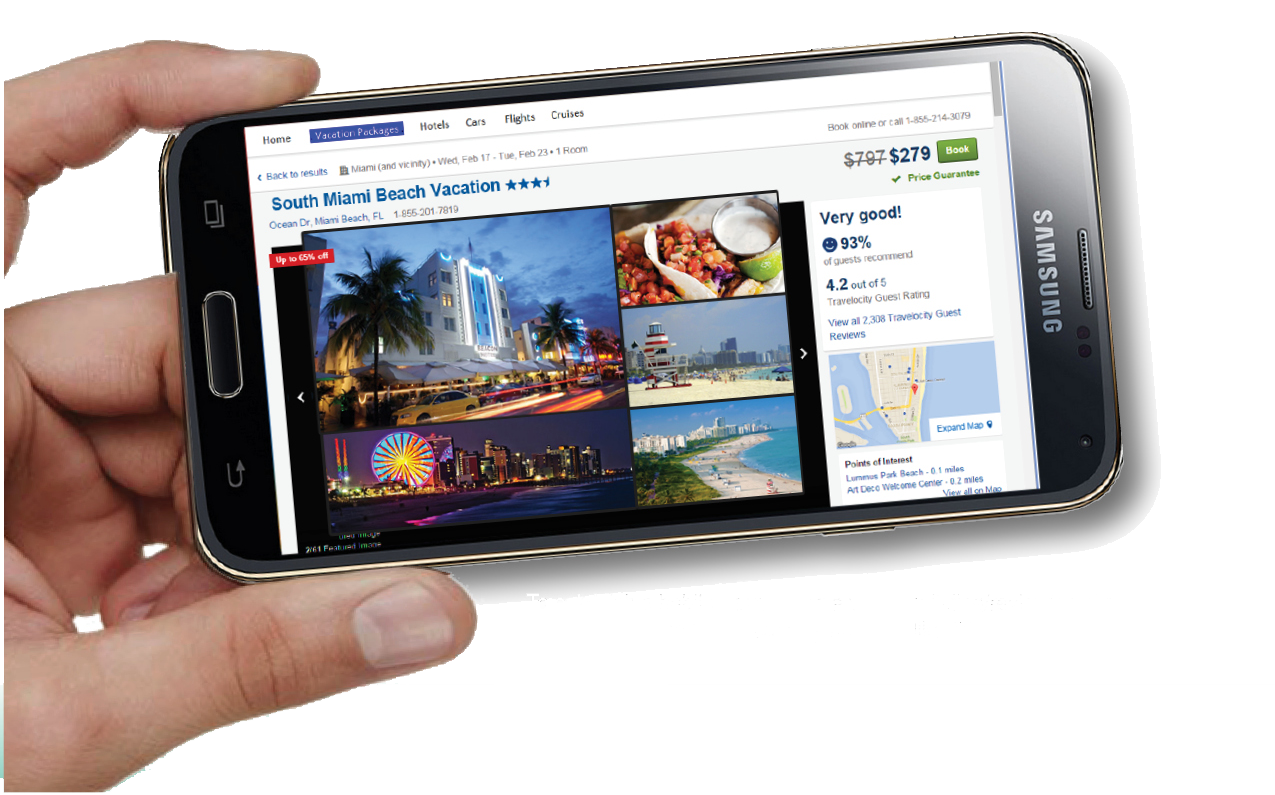 Home Vacation Packages Hotels Cars Flights Cruises
Back to results Miami (and vicinity) • Wed, Feb 17 - Tue, Feb 23 • 1 Room
Book online or call 1-855-214-3079
South Miami Beach Vacation
$797 $279 Book
Price Guarantee
Ocean Dr, Miami Beach, FL 1-855-201-7819
Up to 65% off
Very good!
93%
of guests recommend
4.2 out of 5
Travelocity Guest Rating
View all 2,308 Travelocity Guest
Reviews
Expand Map
Points of Interest
Lummus Park Beach - 0.1 miles
Art Deco Welcome Center - 0.2 miles
View all on Map
2/61 Featured Image
SAMSUNG